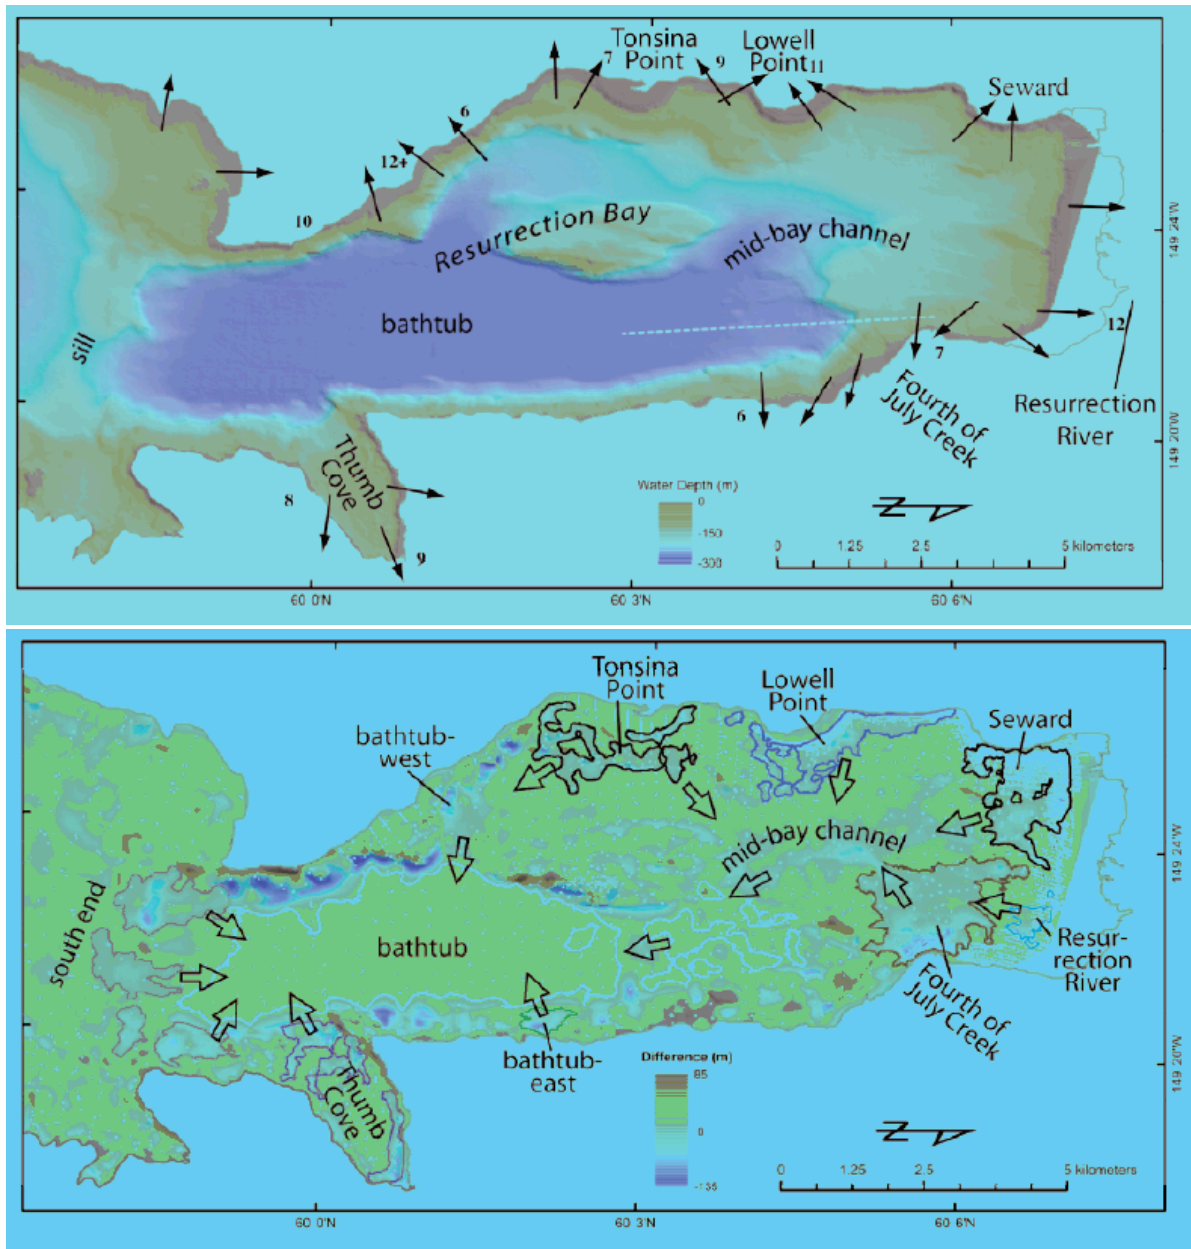 Tonsina
Point
Lowell
Point
7
9
11
Seward
6
12+
10
Resurrection Bay
mid-bay channel
149 24'W
bathtub
sill
12
7
6
Fourth of
July Creek
Resurrection
River
149 20'W
Thumb
Cove
8
9
Water Depth (m)
0
-150
-300
N
0 1.25 2.5 5 kilometers
60 0'N 60 3'N 60 6'N
Tonsina
Point
Lowell
Point
Seward
bathtub-
west
mid-bay channel
149 24'W
south end
bathtub
Resur-
rection
River
Fourth of
July Creek
bathtub-
east
149 20'W
Thumb
Cove
Difference (m)
85
0
-135
N
0 1.25 2.5 5 kilometers
60 0'N 60 3'N 60 6'N